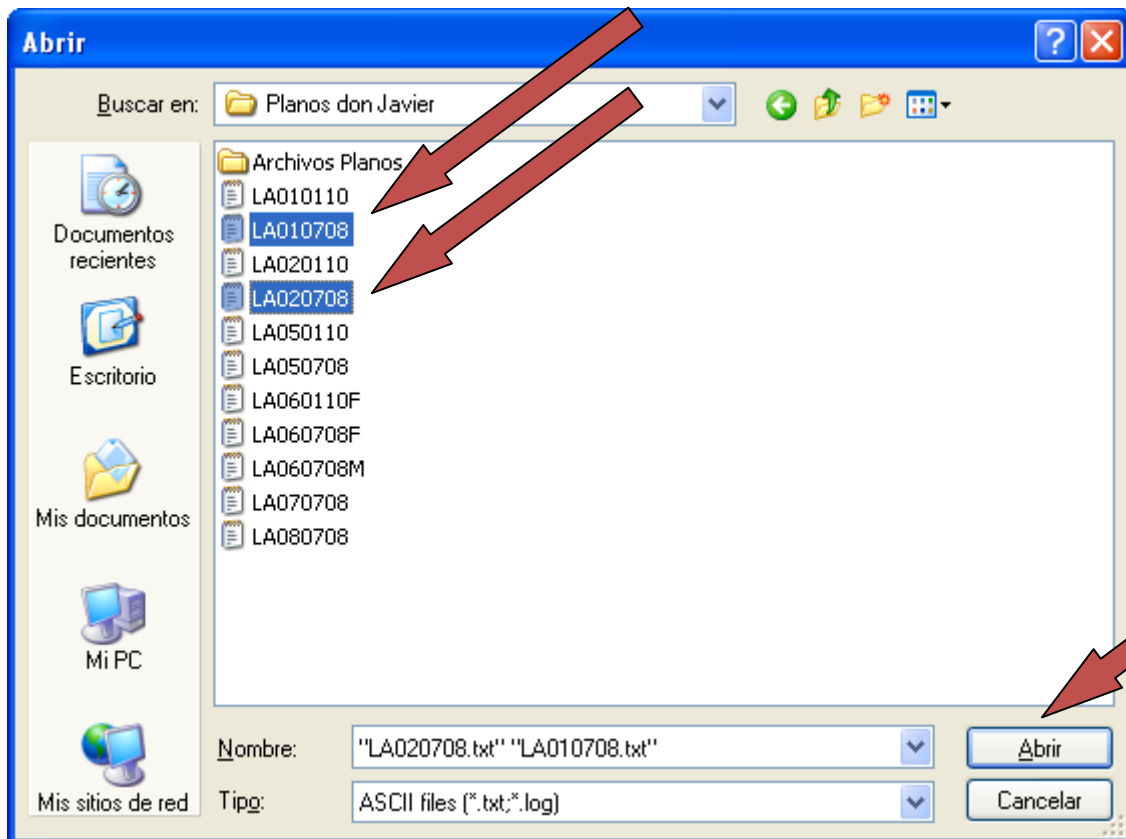 Abrir
Buscar en: Planos don Javier
Archivos Planos
LA010110
LA010708
LA020110
LA020708
LA050110
LA050708
LA060110F
LA060708F
LA060708M
LA070708
LA080708
Documentos
recientes
Escritorio
Mis documentos
Mi PC
Mis sitios de red
Nombre: "LA020708.txt" "LA010708.txt" Abrir
Tipo: ASCII files (*.txt;*.log) Cancelar